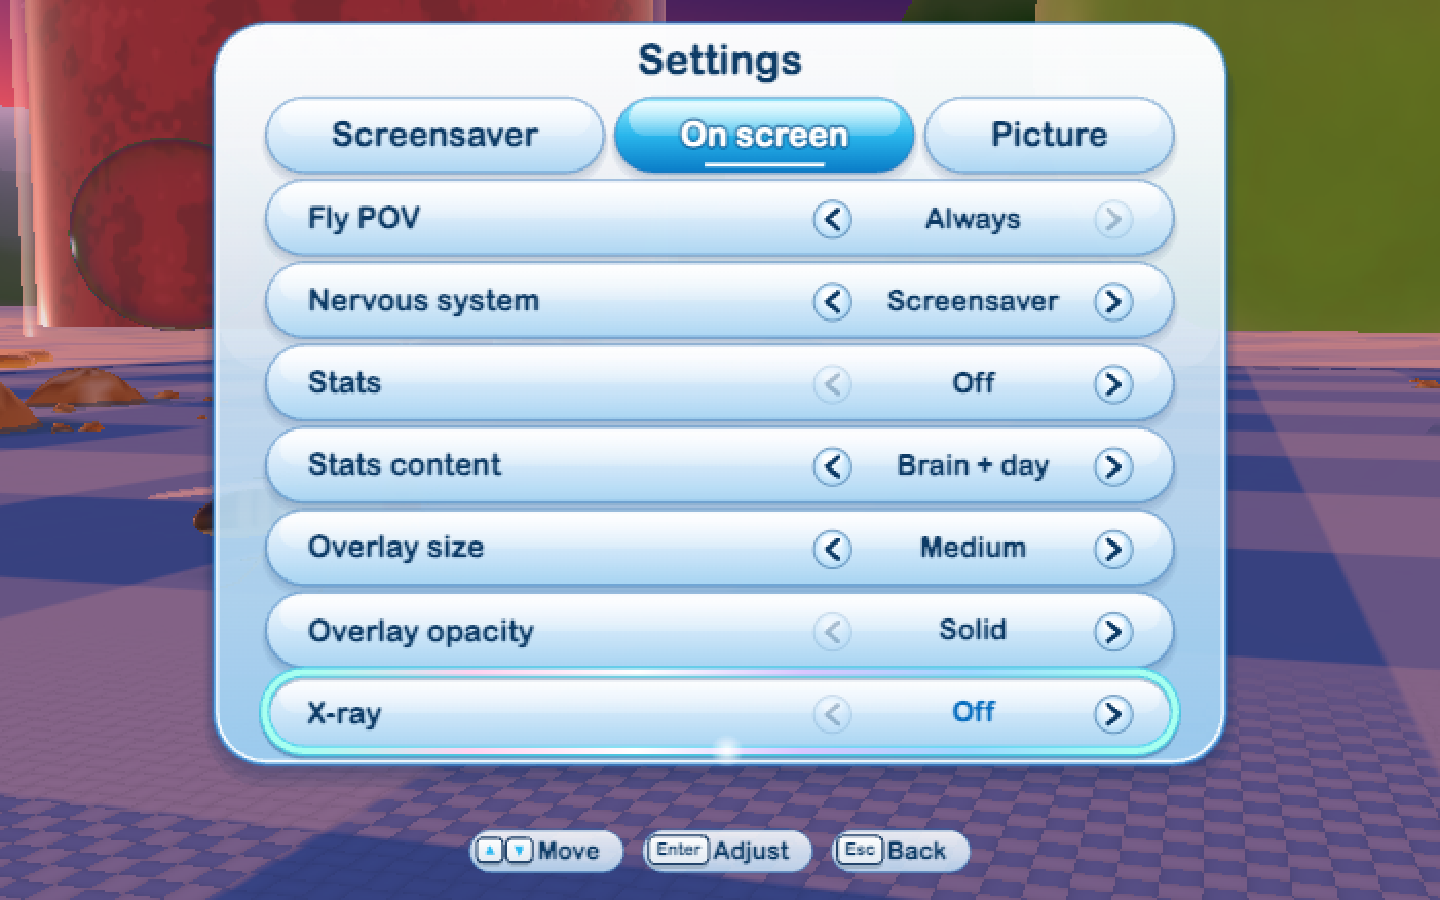 Settings
Screensaver On screen Picture
Fly POV Always
Nervous system Screensaver
Stats Off
Stats content Brain + day
Overlay size Medium
Overlay opacity Solid
X-ray Off
Move Enter Adjust Esc Back